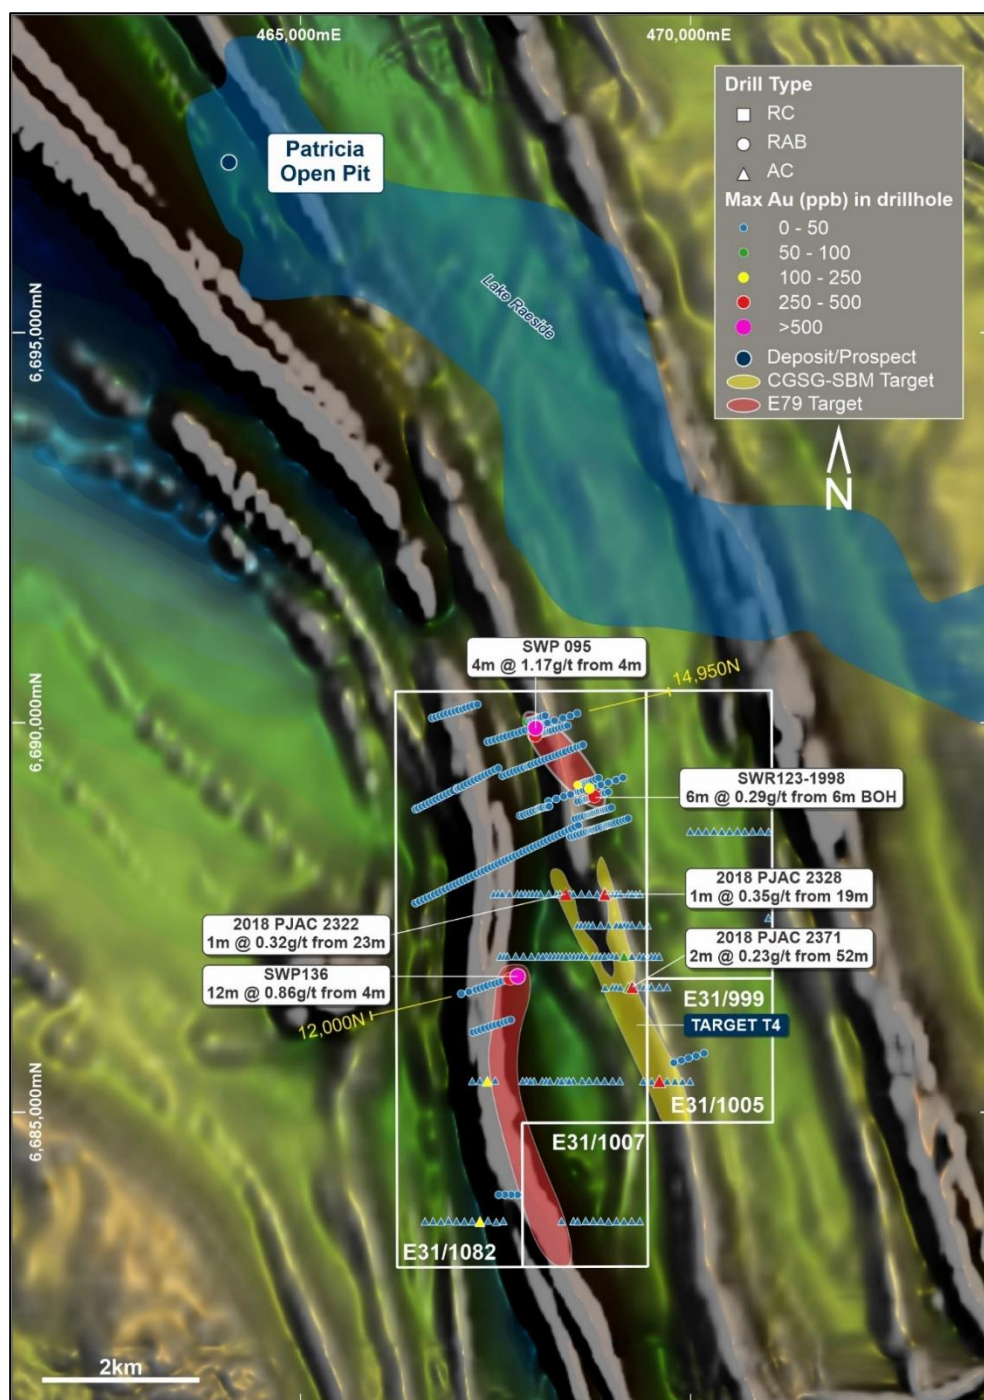 465,000mE
470,000mE
Patricia
Open Pit
Drill Type
RC
RAB
AC
Max Au (ppb) in drillhole
0 - 50
50 - 100
100 - 250
250 - 500
>500
Deposit/Prospect
CGSG-SBM Target
E79 Target
N
Lake Raeside
6,695,000mN
SWP 095
4m @ 1.17g/t from 4m
14,950N
6,690,000mN
SWR123-1998
6m @ 0.29g/t from 6m BOH
2018 PJAC 2328
1m @ 0.35g/t from 19m
2018 PJAC 2322
1m @ 0.32g/t from 23m
2018 PJAC 2371
2m @ 0.23g/t from 52m
SWP136
12m @ 0.86g/t from 4m
E31/999
12,000N
TARGET T4
6,685,000mN
E31/1005
E31/1007
E31/1082
2km